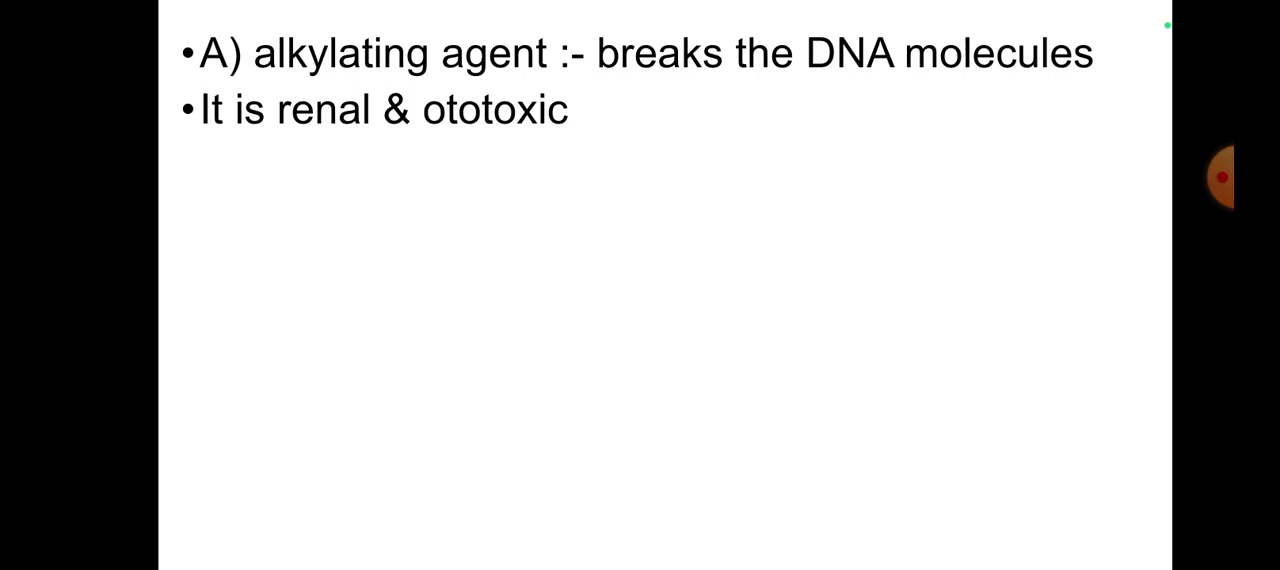 •A) alkylating agent :- breaks the DNA molecules
•It is renal & ototoxic